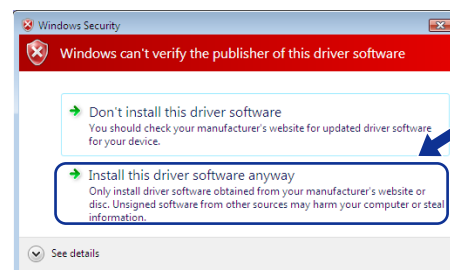 Windows Security
Windows can't verify the publisher of this driver software
Don't install this driver software
You should check your manufacturer's website for updated driver software
for your device.
Install this driver software anyway
Only install driver software obtained from your manufacturer's website or
disc. Unsigned software from other sources may harm your computer or steal
information.
See details